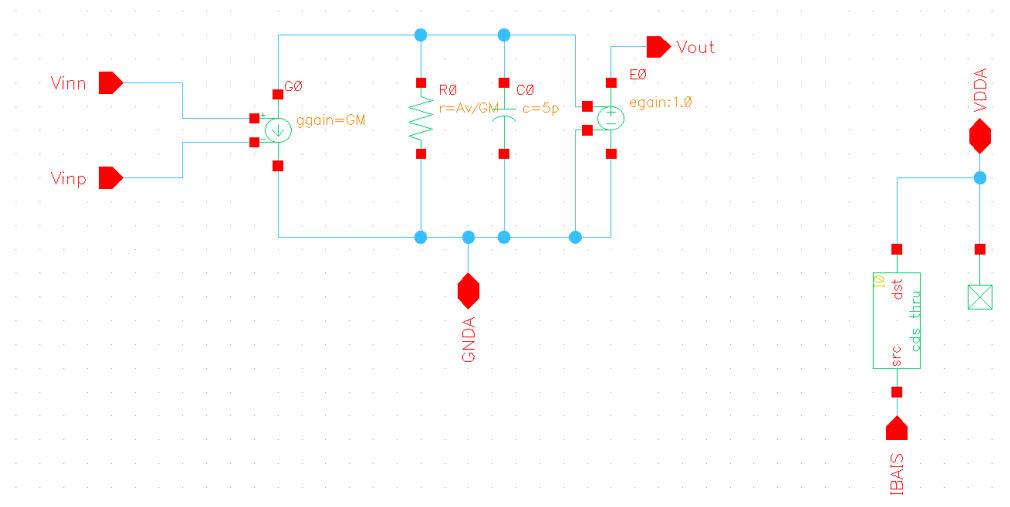 Vinn
Vinp
G0
+
-
ggain=GM
R0
r=Av/GM
C0
c=5p
E0
+
-
egain:1.0
Vout
GNDA
VDDA
I0
dst
src
cds_thru
IBAIS